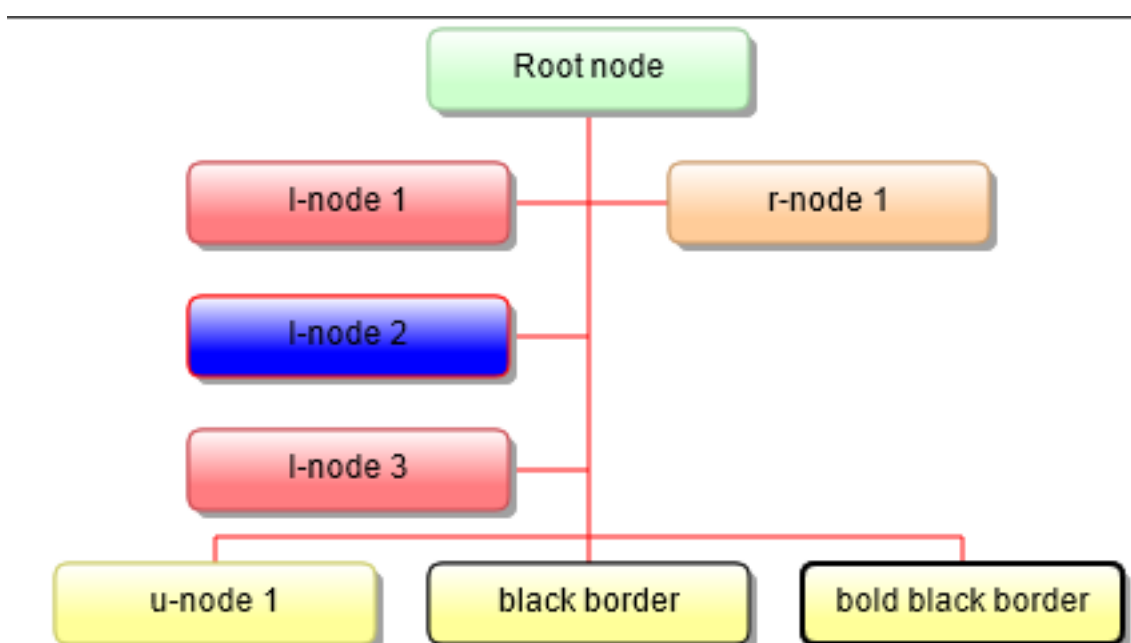 Root node
l-node 1
r-node 1
l-node 2
l-node 3
u-node 1
black border
bold black border